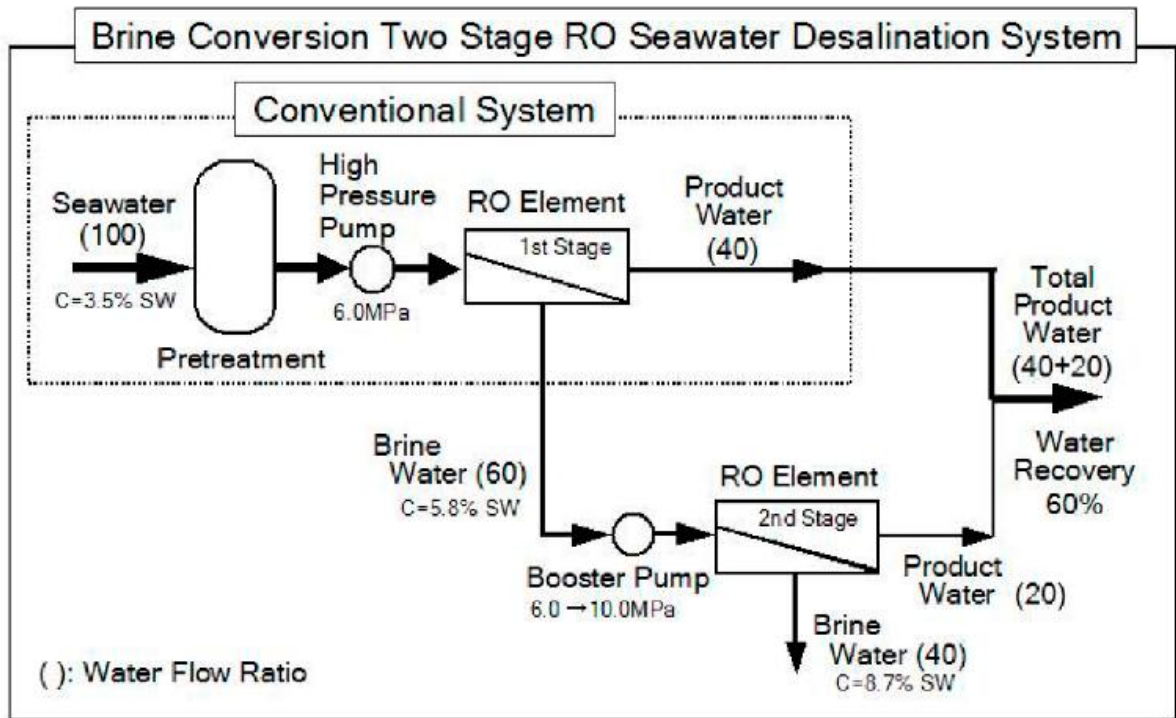 Brine Conversion Two Stage RO Seawater Desalination System
Conventional System
Seawater
(100)
C=3.5% SW
Pretreatment
High
Pressure
Pump
6.0MPa
RO Element
1st Stage
Product
Water
(40)
Total
Product
Water
(40+20)
Water
Recovery
60%
Brine
Water (60)
C=5.8% SW
Booster Pump
6.0→10.0MPa
RO Element
2nd Stage
Product
Water (20)
Brine
Water (40)
C=8.7% SW
( ): Water Flow Ratio